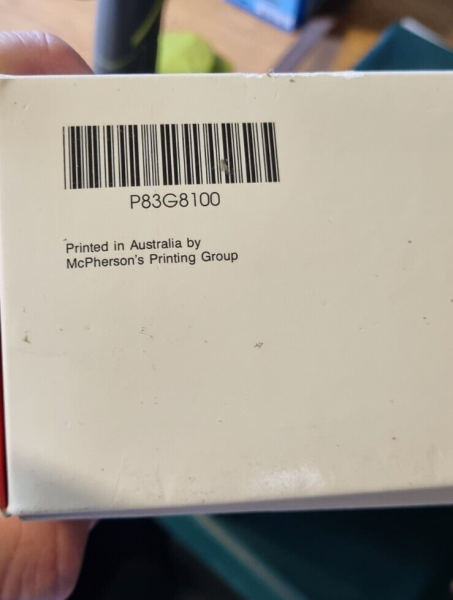 P83G8100
Printed in Australia by
McPherson's Printing Group